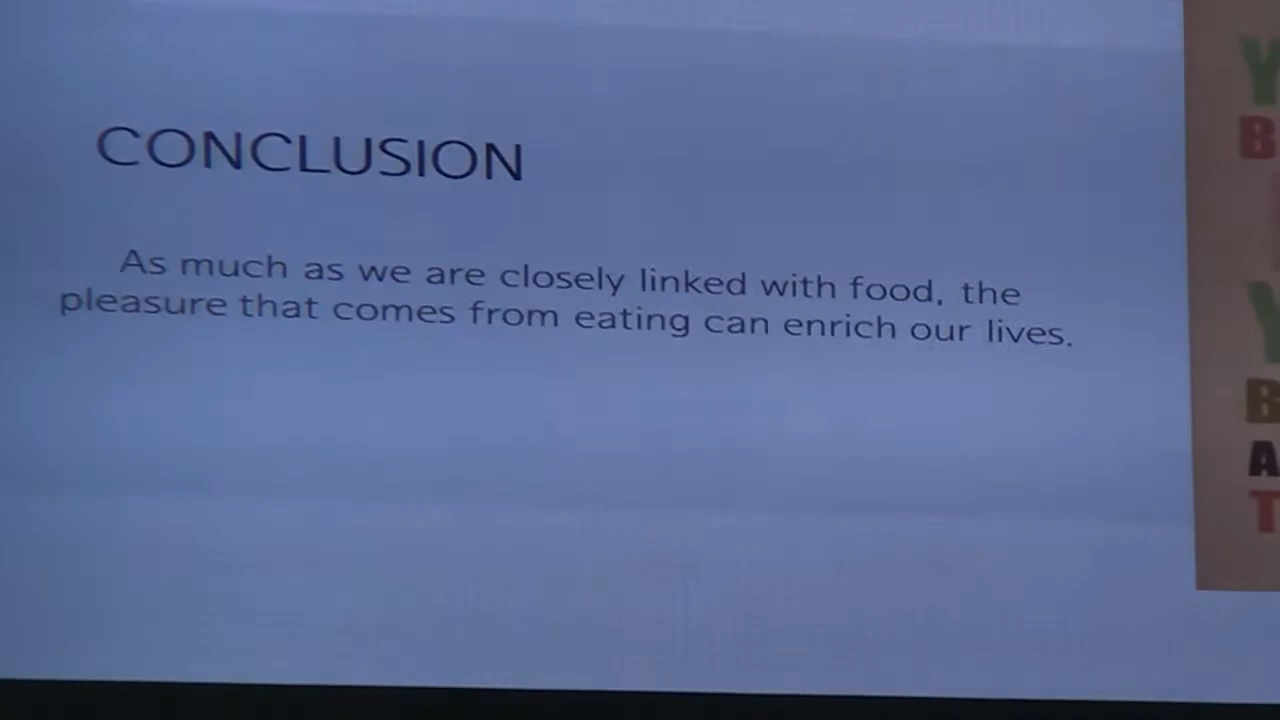 CONCLUSION
As much as we are closely linked with food, the
pleasure that comes from eating can enrich our lives.
Y
B
Y
B
A
T